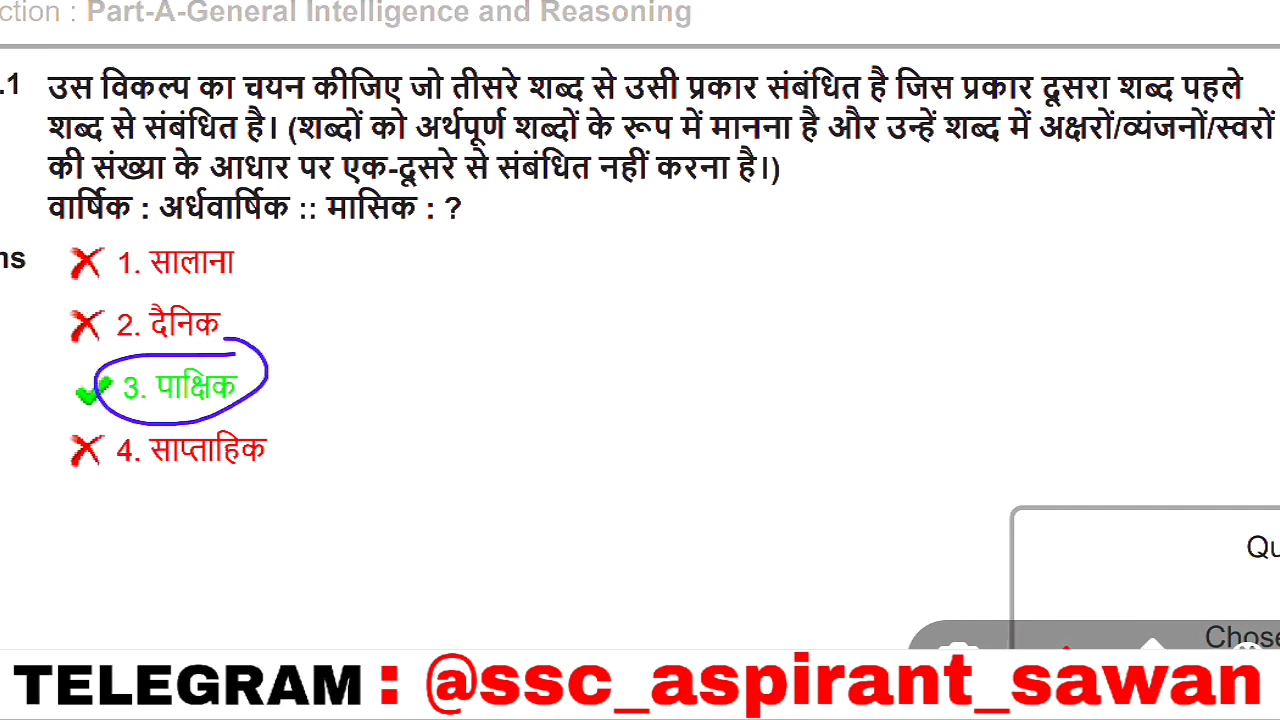 ction : Part-A-General Intelligence and Reasoning
.1 उस विकल्प का चयन कीजिए जो तीसरे शब्द से उसी प्रकार संबंधित है जिस प्रकार दूसरा शब्द पहले
शब्द से संबंधित है। (शब्दों को अर्थपूर्ण शब्दों के रूप में मानना है और उन्हें शब्द में अक्षरों/व्यंजनों/स्वरों
की संख्या के आधार पर एक-दूसरे से संबंधित नहीं करना है।)
वार्षिक : अर्धवार्षिक :: मासिक : ?
ns 1. सालाना
2. दैनिक
3. पाक्षिक
4. साप्ताहिक
Qu
Chose
TELEGRAM : @ssc_aspirant_sawan